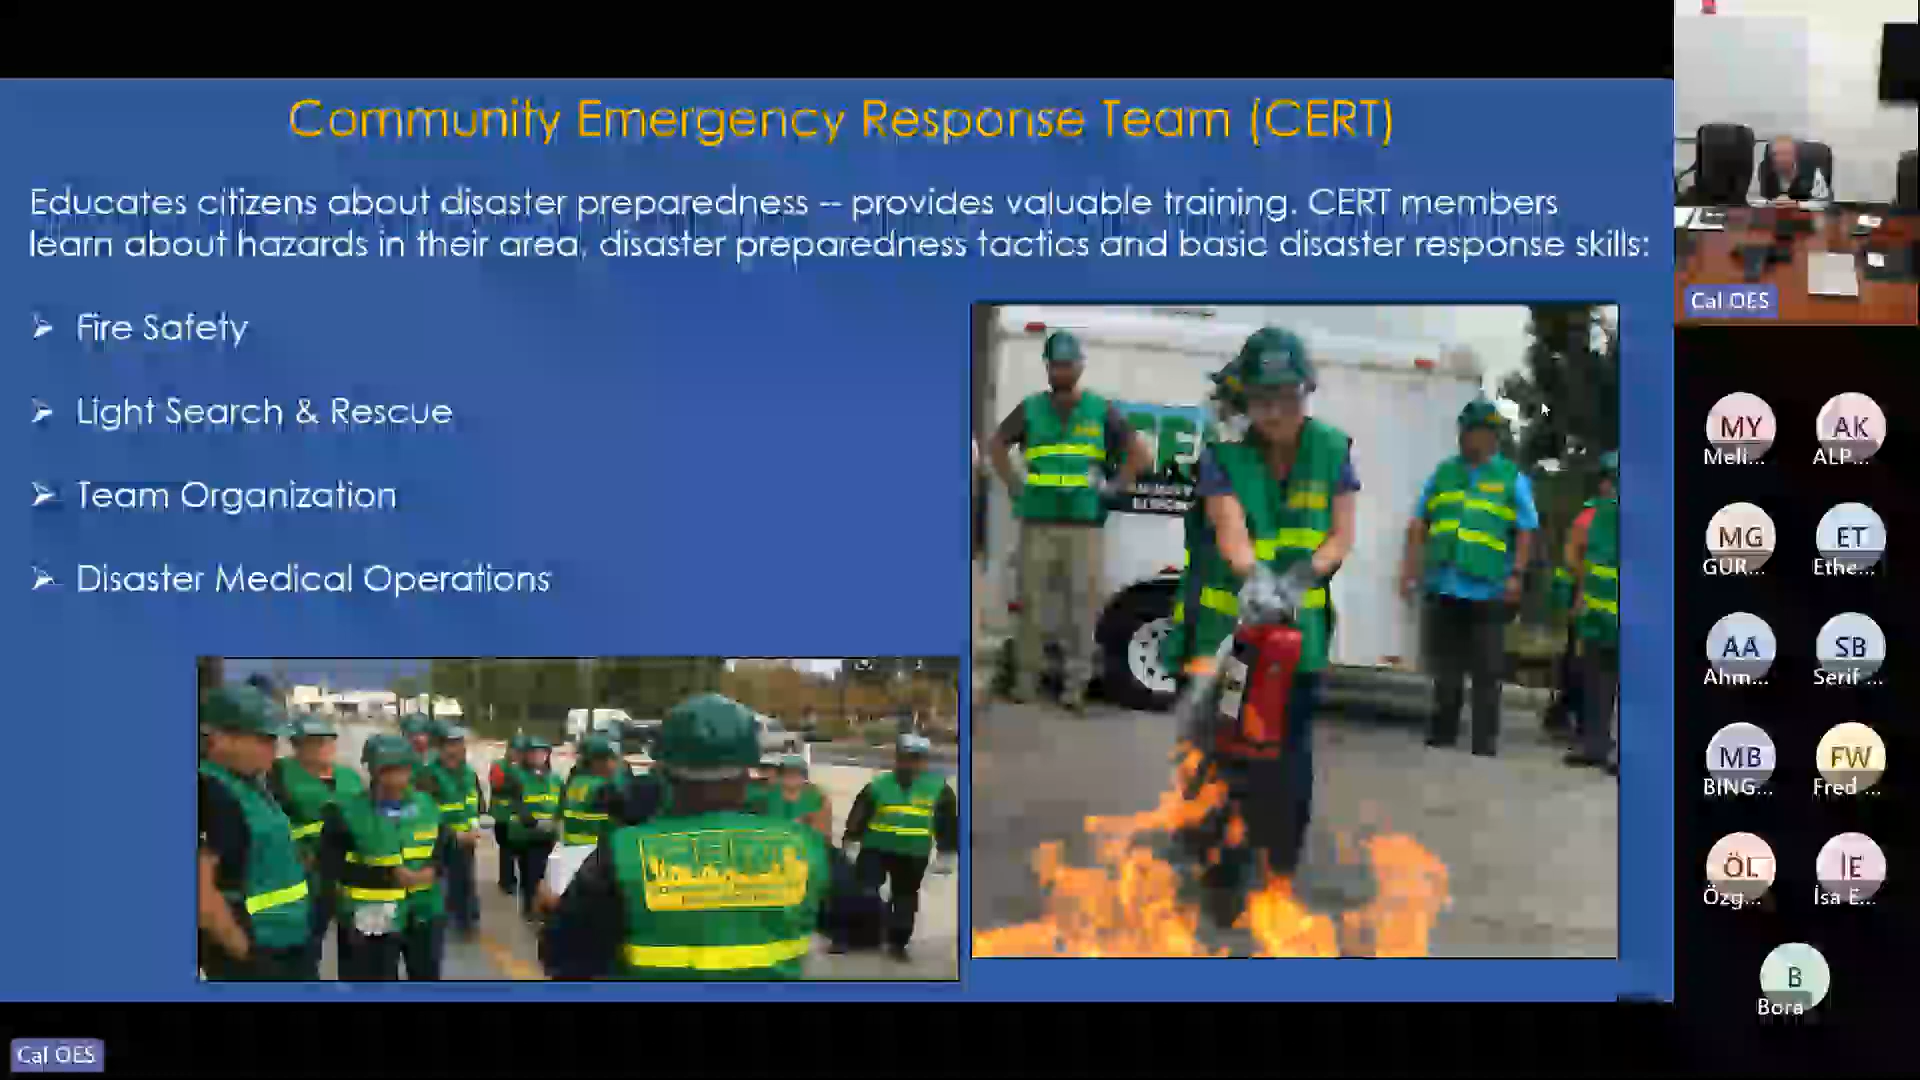 Community Emergency Response Team (CERT)
Educates citizens about disaster preparedness -- provides valuable training. CERT members
learn about hazards in their area, disaster preparedness tactics and basic disaster response skills:
➢ Fire Safety
➢ Light Search & Rescue
➢ Team Organization
➢ Disaster Medical Operations
CERT
Cal OES
MY
Meli...
AK
ALP...
MG
GÜR...
ET
Ethe...
AA
Ahm...
SB
Serif ...
MB
BING...
FW
Fred ...
ÖL
Özg...
İE
İsa E...
B
Bora
Cal OES